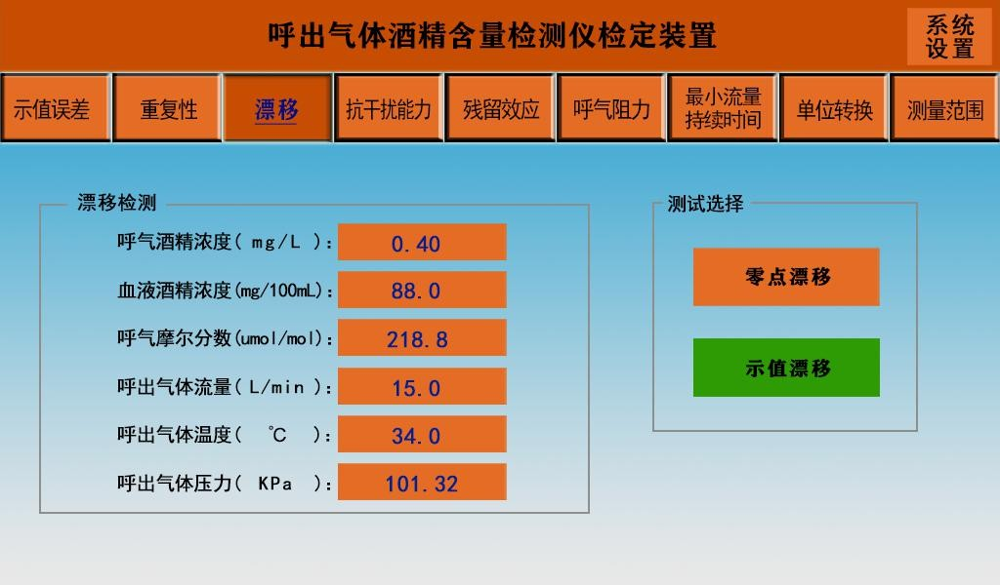 呼出气体酒精含量检测仪检定装置
系统
设置
示值误差
重复性
漂移
抗干扰能力
残留效应
呼气阻力
最小流量
持续时间
单位转换
测量范围
漂移检测
呼气酒精浓度( mg/L ): 0.40
血液酒精浓度(mg/100mL): 88.0
呼气摩尔分数(umol/mol): 218.8
呼出气体流量( L/min ): 15.0
呼出气体温度( ℃ ): 34.0
呼出气体压力( KPa ): 101.32
测试选择
零点漂移
示值漂移